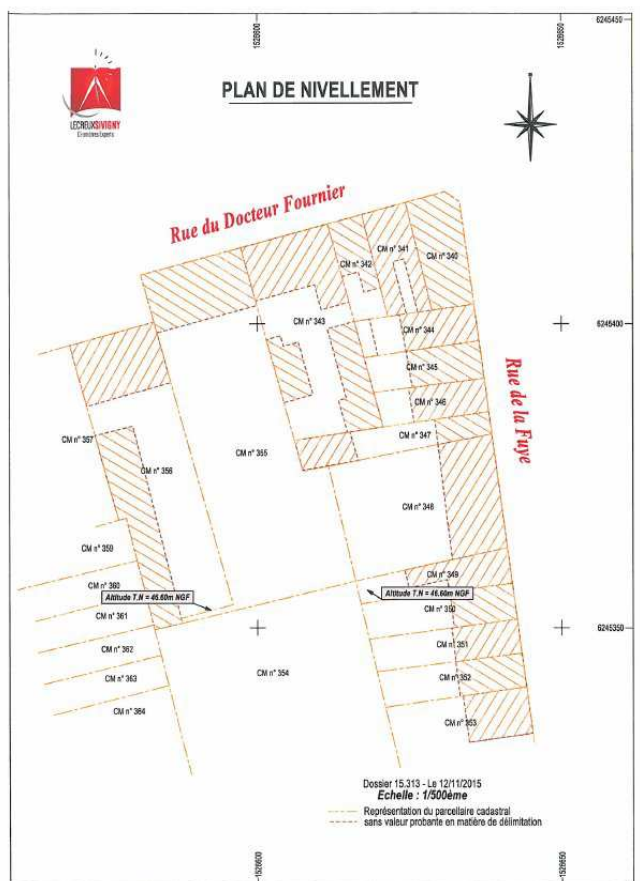 1528600
1528650
6245450
PLAN DE NIVELLEMENT
LECREUXSIVIGNY
Géomètres Experts
Rue du Docteur Fournier
CM n° 341
CM n° 340
CM n° 342
CM n° 343
CM n° 344
6245400
CM n° 345
Rue de la Fuye
CM n° 346
CM n° 347
CM n° 357
CM n° 355
CM n° 356
CM n° 348
CM n° 359
CM n° 349
CM n° 360
Altitude T.N = 46.60m NGF
Altitude T.N = 46.60m NGF
CM n° 350
CM n° 361
6245350
CM n° 362
CM n° 351
CM n° 354
CM n° 363
CM n° 352
CM n° 364
CM n° 353
Dossier 15.313 - Le 12/11/2015
Echelle : 1/500ème
Représentation du parcellaire cadastral
sans valeur probante en matière de délimitation
1528600
1528650